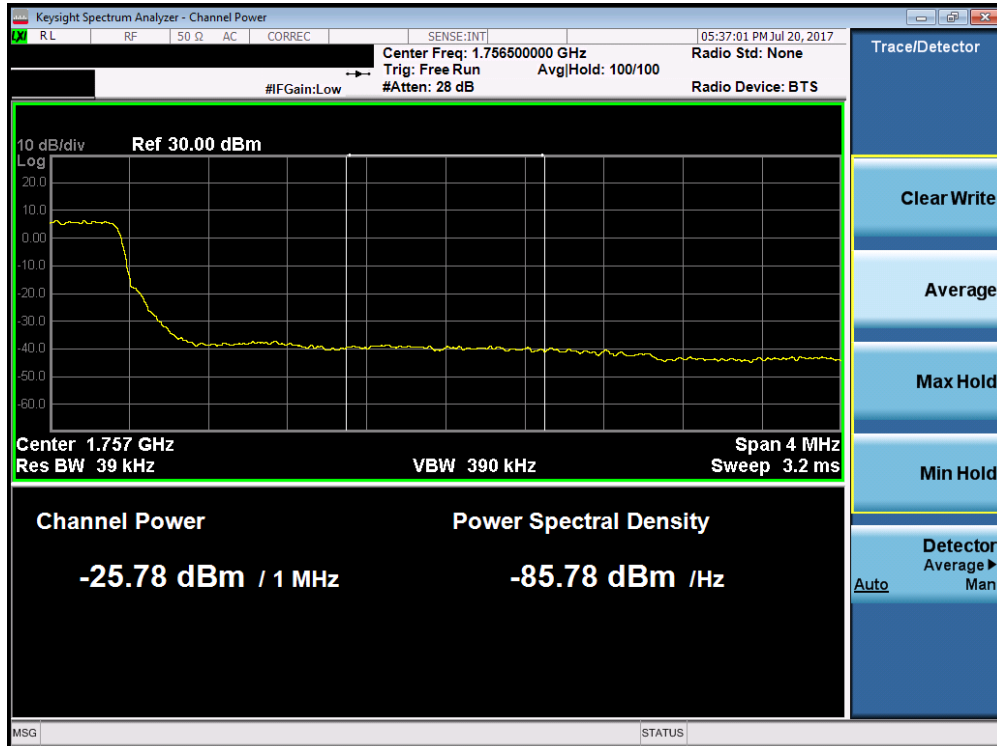 Keysight Spectrum Analyzer - Channel Power
LXI RL RF 50 Ω AC CORREC SENSE:INT 05:37:01 PM Jul 20, 2017
Center Freq: 1.756500000 GHz Radio Std: None
Trig: Free Run Avg|Hold: 100/100
#IFGain:Low #Atten: 28 dB Radio Device: BTS
10 dB/div Ref 30.00 dBm
Log
20.0
10.0
0.00
-10.0
-20.0
-30.0
-40.0
-50.0
-60.0
Center 1.757 GHz Span 4 MHz
Res BW 39 kHz VBW 390 kHz Sweep 3.2 ms
Channel Power Power Spectral Density
-25.78 dBm / 1 MHz -85.78 dBm /Hz
MSG STATUS
Trace/Detector
Clear Write
Average
Max Hold
Min Hold
Detector
Average▶
Auto Man